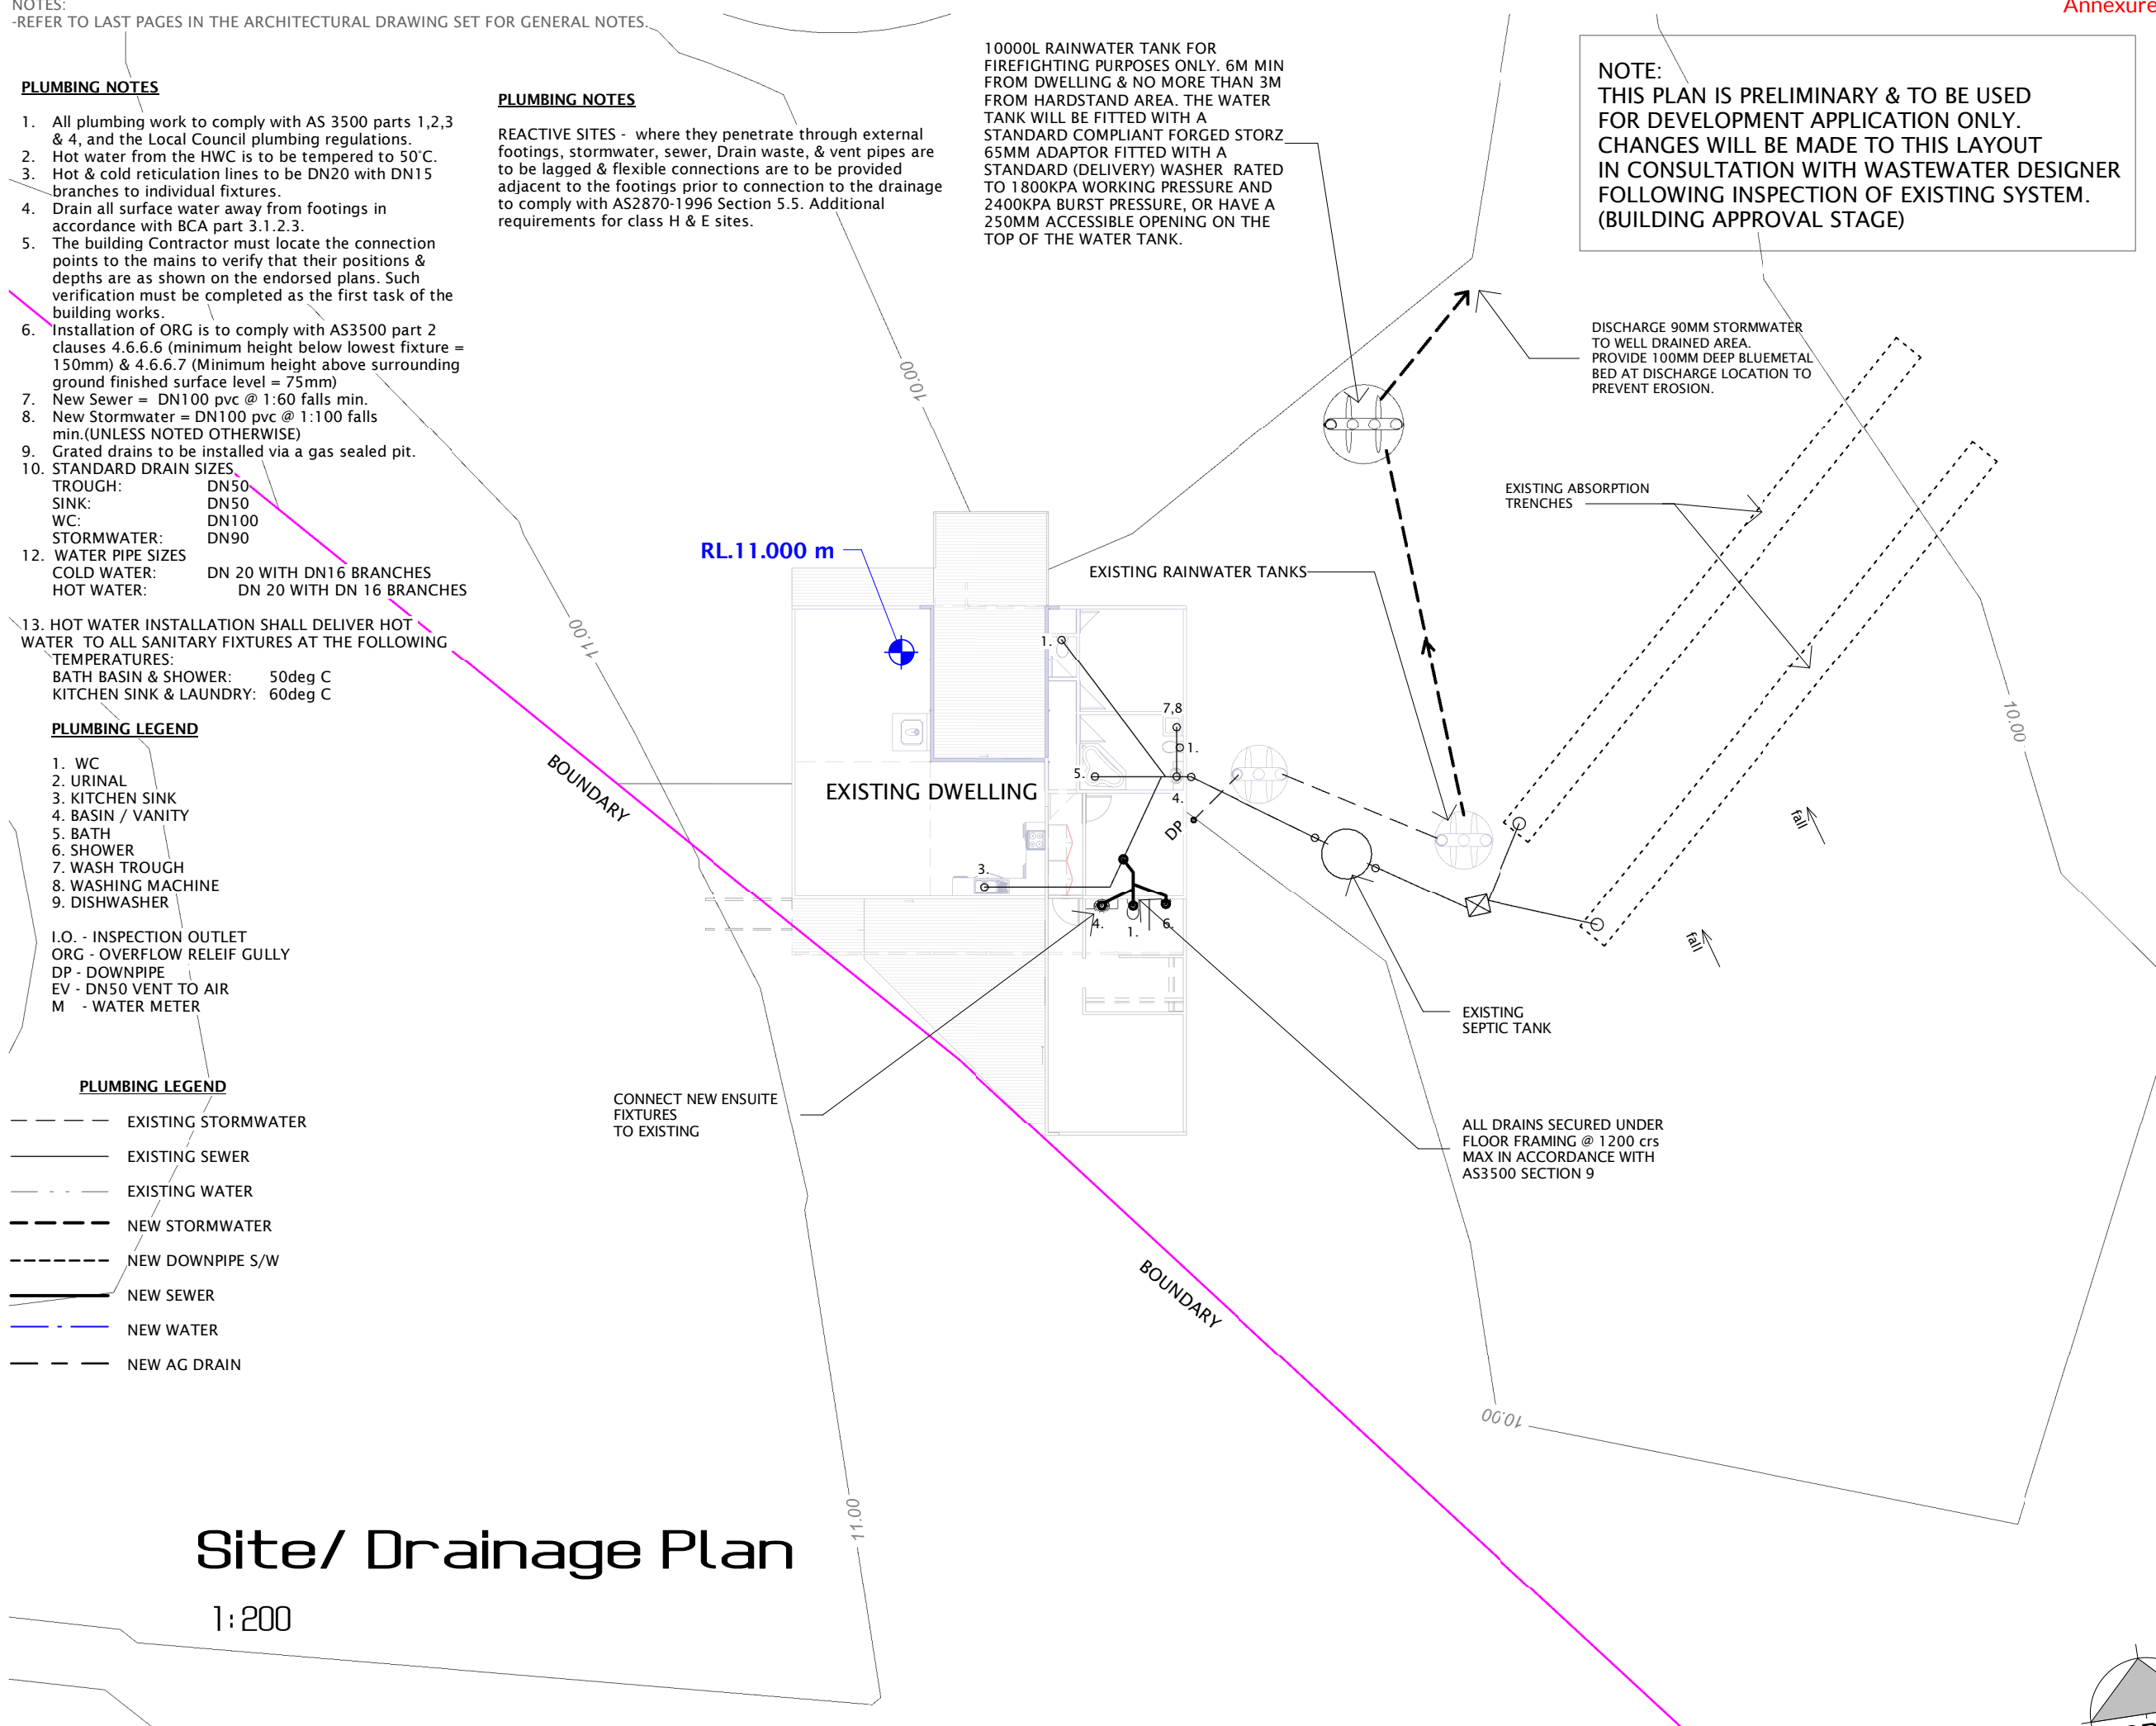 NOTES:
-REFER TO LAST PAGES IN THE ARCHITECTURAL DRAWING SET FOR GENERAL NOTES.
Annexure
PLUMBING NOTES
1. All plumbing work to comply with AS 3500 parts 1,2,3
& 4, and the Local Council plumbing regulations.
2. Hot water from the HWC is to be tempered to 50°C.
3. Hot & cold reticulation lines to be DN20 with DN15
branches to individual fixtures.
4. Drain all surface water away from footings in
accordance with BCA part 3.1.2.3.
5. The building Contractor must locate the connection
points to the mains to verify that their positions &
depths are as shown on the endorsed plans. Such
verification must be completed as the first task of the
building works.
6. Installation of ORG is to comply with AS3500 part 2
clauses 4.6.6.6 (minimum height below lowest fixture =
150mm) & 4.6.6.7 (Minimum height above surrounding
ground finished surface level = 75mm)
7. New Sewer = DN100 pvc @ 1:60 falls min.
8. New Stormwater = DN100 pvc @ 1:100 falls
min.(UNLESS NOTED OTHERWISE)
9. Grated drains to be installed via a gas sealed pit.
10. STANDARD DRAIN SIZES
TROUGH: DN50
SINK: DN50
WC: DN100
STORMWATER: DN90
12. WATER PIPE SIZES
COLD WATER: DN 20 WITH DN16 BRANCHES
HOT WATER: DN 20 WITH DN 16 BRANCHES
13. HOT WATER INSTALLATION SHALL DELIVER HOT
WATER TO ALL SANITARY FIXTURES AT THE FOLLOWING
TEMPERATURES:
BATH BASIN & SHOWER: 50deg C
KITCHEN SINK & LAUNDRY: 60deg C
PLUMBING LEGEND
1. WC
2. URINAL
3. KITCHEN SINK
4. BASIN / VANITY
5. BATH
6. SHOWER
7. WASH TROUGH
8. WASHING MACHINE
9. DISHWASHER
I.O. - INSPECTION OUTLET
ORG - OVERFLOW RELEIF GULLY
DP - DOWNPIPE
EV - DN50 VENT TO AIR
M - WATER METER
PLUMBING LEGEND
EXISTING STORMWATER
EXISTING SEWER
EXISTING WATER
NEW STORMWATER
NEW DOWNPIPE S/W
NEW SEWER
NEW WATER
NEW AG DRAIN
PLUMBING NOTES
REACTIVE SITES - where they penetrate through external
footings, stormwater, sewer, Drain waste, & vent pipes are
to be lagged & flexible connections are to be provided
adjacent to the footings prior to connection to the drainage
to comply with AS2870-1996 Section 5.5. Additional
requirements for class H & E sites.
10000L RAINWATER TANK FOR
FIREFIGHTING PURPOSES ONLY. 6M MIN
FROM DWELLING & NO MORE THAN 3M
FROM HARDSTAND AREA. THE WATER
TANK WILL BE FITTED WITH A
STANDARD COMPLIANT FORGED STORZ
65MM ADAPTOR FITTED WITH A
STANDARD (DELIVERY) WASHER RATED
TO 1800KPA WORKING PRESSURE AND
2400KPA BURST PRESSURE, OR HAVE A
250MM ACCESSIBLE OPENING ON THE
TOP OF THE WATER TANK.
NOTE:
THIS PLAN IS PRELIMINARY & TO BE USED
FOR DEVELOPMENT APPLICATION ONLY.
CHANGES WILL BE MADE TO THIS LAYOUT
IN CONSULTATION WITH WASTEWATER DESIGNER
FOLLOWING INSPECTION OF EXISTING SYSTEM.
(BUILDING APPROVAL STAGE)
DISCHARGE 90MM STORMWATER
TO WELL DRAINED AREA.
PROVIDE 100MM DEEP BLUEMETAL
BED AT DISCHARGE LOCATION TO
PREVENT EROSION.
10.00
EXISTING ABSORPTION
TRENCHES
RL.11.000 m
EXISTING RAINWATER TANKS
11.00
1.
7,8
1.
5.
4.
10.00
BOUNDARY
EXISTING DWELLING
DP
fall
3.
4.
1.
6.
fall
EXISTING
SEPTIC TANK
CONNECT NEW ENSUITE
FIXTURES
TO EXISTING
ALL DRAINS SECURED UNDER
FLOOR FRAMING @ 1200 crs
MAX IN ACCORDANCE WITH
AS3500 SECTION 9
BOUNDARY
10.00
11.00
Site/ Drainage Plan
1:200